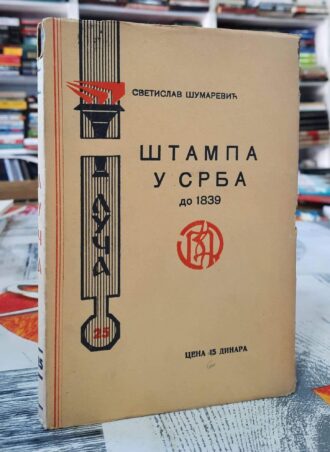 СВЕТИСЛАВ ШУМАРЕВИЋ
ШТАМПА
У СРБА
ДО 1839
ЛУЧА
25
ЦЕНА 15 ДИНАРА